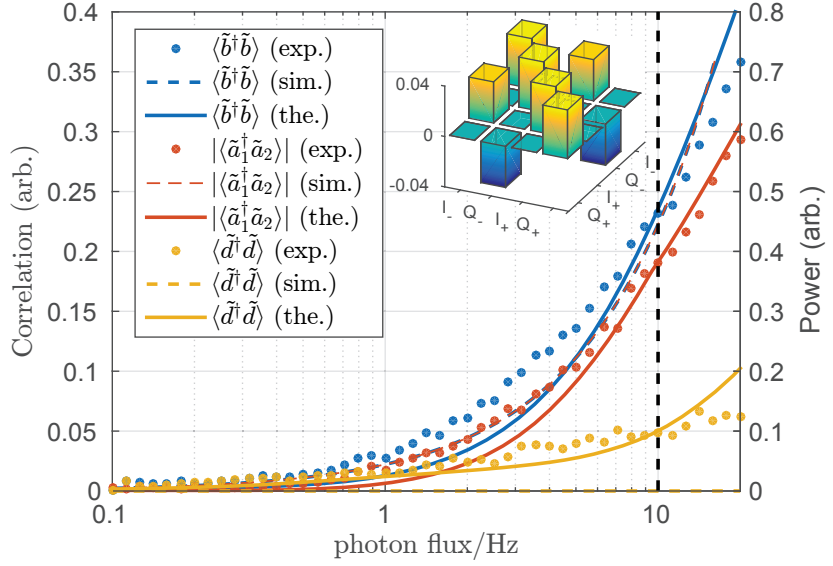 0.4
0.35
0.3
0.25
0.2
0.15
0.1
0.05
0
Correlation (arb.)
⟨b̃†b̃⟩ (exp.)
⟨b̃†b̃⟩ (sim.)
⟨b̃†b̃⟩ (the.)
|⟨ã₁†ã₂⟩| (exp.)
|⟨ã₁†ã₂⟩| (sim.)
|⟨ã₁†ã₂⟩| (the.)
⟨d̃†d̃⟩ (exp.)
⟨d̃†d̃⟩ (sim.)
⟨d̃†d̃⟩ (the.)
0.04
0
-0.04
I₋ Q₋ I₊ Q₊
Q₊ I₊ Q₋ I₋
0.8
0.7
0.6
0.5
0.4
0.3
0.2
0.1
0
Power (arb.)
0.1 1 10
photon flux/Hz